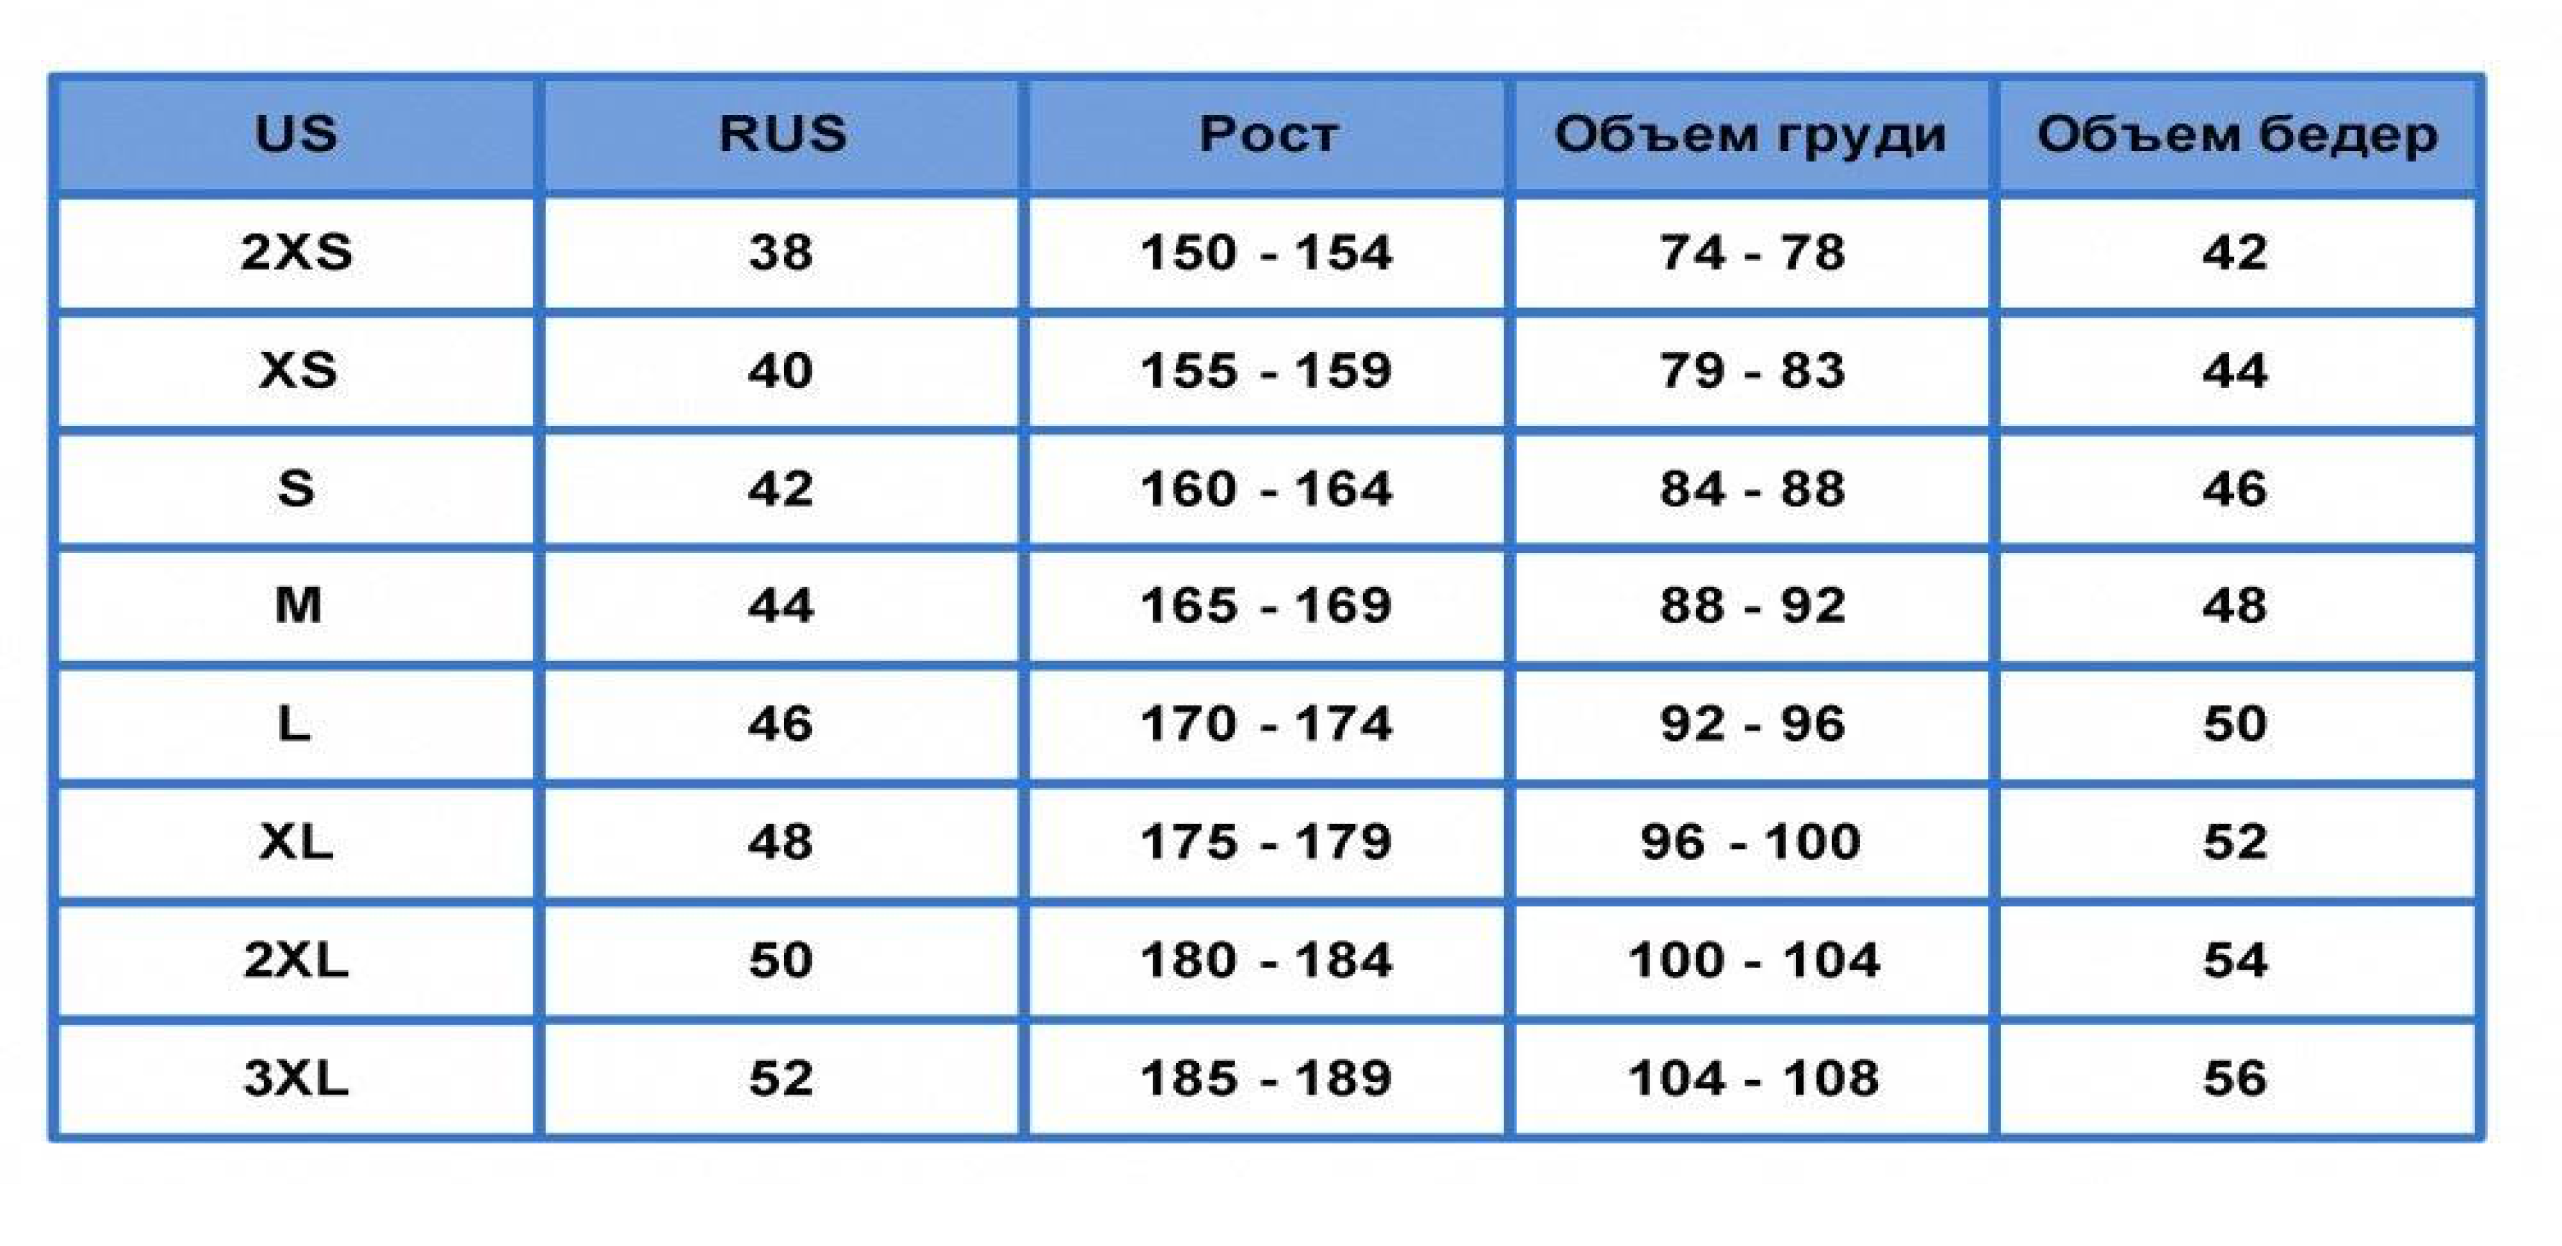 US RUS Рост Объем груди Объем бедер
2XS 38 150 - 154 74 - 78 42
XS 40 155 - 159 79 - 83 44
S 42 160 - 164 84 - 88 46
M 44 165 - 169 88 - 92 48
L 46 170 - 174 92 - 96 50
XL 48 175 - 179 96 - 100 52
2XL 50 180 - 184 100 - 104 54
3XL 52 185 - 189 104 - 108 56